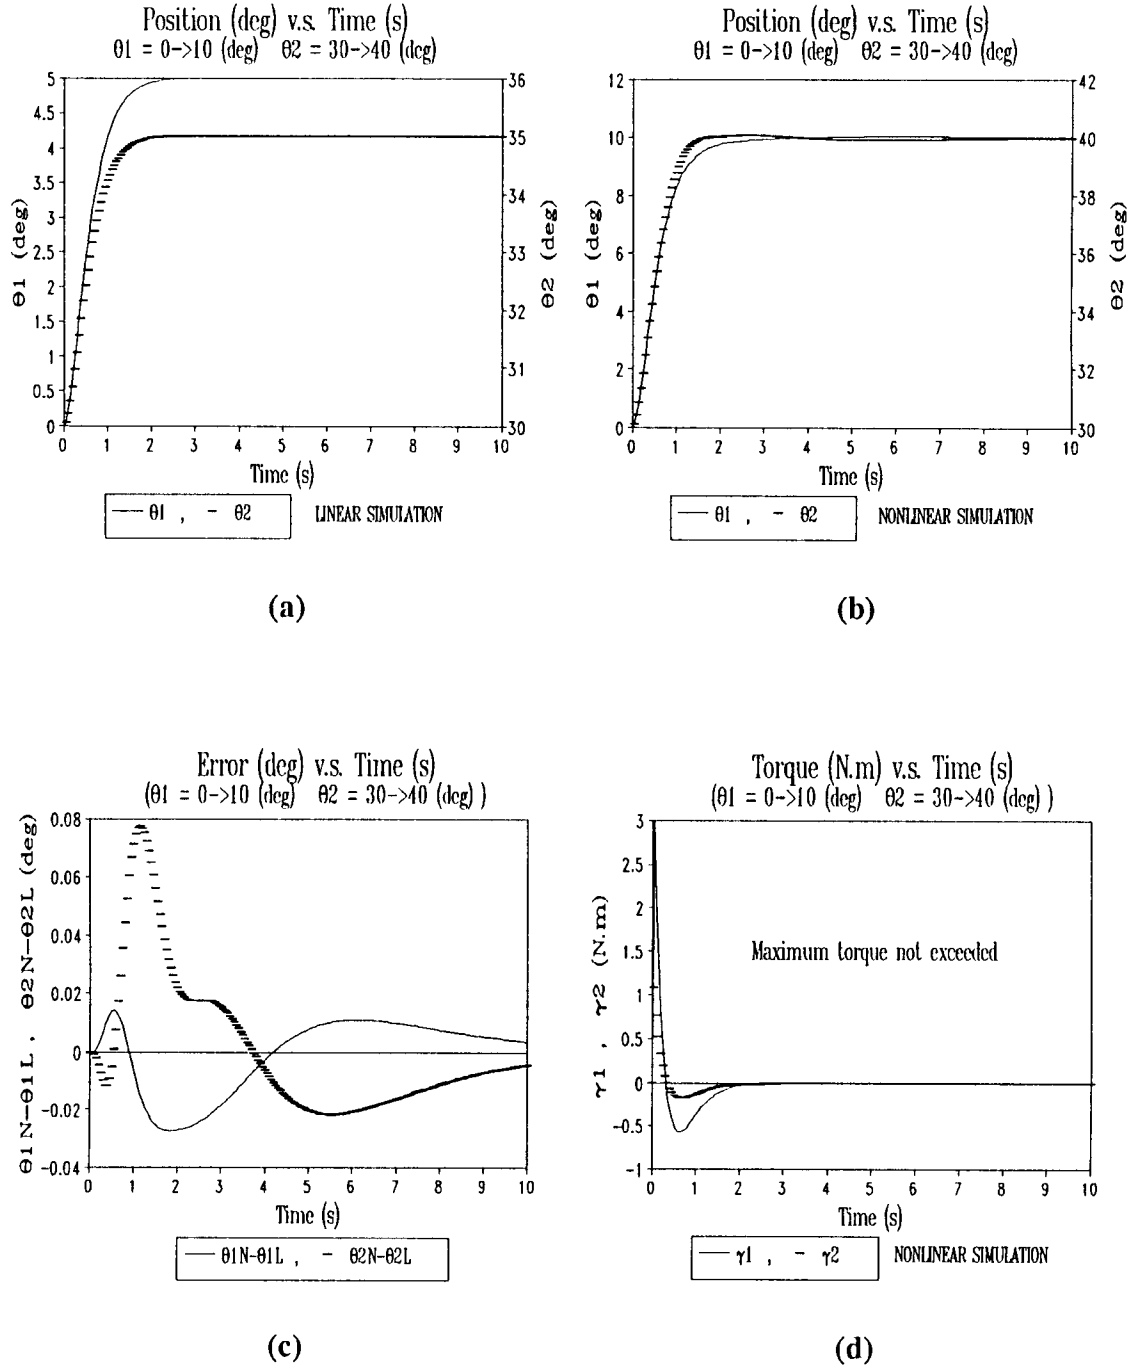 Position (deg) v.s. Time (s)
θ1 = 0->10 (deg) θ2 = 30->40 (deg)
5
4.5
4
3.5
3
2.5
2
1.5
1
0.5
0
36
35
34
33
32
31
30
θ1 (deg)
θ2 (deg)
0 1 2 3 4 5 6 7 8 9 10
Time (s)
θ1 , - θ2
LINEAR SIMULATION
(a)
Position (deg) v.s. Time (s)
θ1 = 0->10 (deg) θ2 = 30->40 (deg)
12
10
8
6
4
2
0
42
40
38
36
34
32
30
θ1 (deg)
θ2 (deg)
0 1 2 3 4 5 6 7 8 9 10
Time (s)
θ1 , - θ2
NONLINEAR SIMULATION
(b)
Error (deg) v.s. Time (s)
(θ1 = 0->10 (deg) θ2 = 30->40 (deg) )
0.08
0.06
0.04
0.02
0
-0.02
-0.04
θ1N-θ1L , θ2N-θ2L (deg)
0 1 2 3 4 5 6 7 8 9 10
Time (s)
θ1N-θ1L , - θ2N-θ2L
(c)
Torque (N.m) v.s. Time (s)
(θ1 = 0->10 (deg) θ2 = 30->40 (deg) )
3
2.5
2
1.5
1
0.5
0
-0.5
-1
γ1 , γ2 (N.m)
Maximum torque not exceeded
0 1 2 3 4 5 6 7 8 9 10
Time (s)
γ1 , - γ2
NONLINEAR SIMULATION
(d)